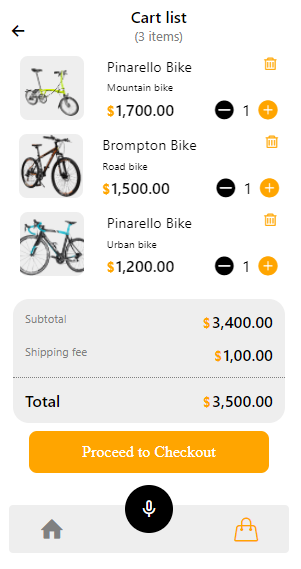 Cart list
(3 items)
Pinarello Bike
Mountain bike
$1,700.00
1
Brompton Bike
Road bike
$1,500.00
1
Pinarello Bike
Urban bike
$1,200.00
1
Subtotal $3,400.00
Shipping fee $1,00.00
Total $3,500.00
Proceed to Checkout